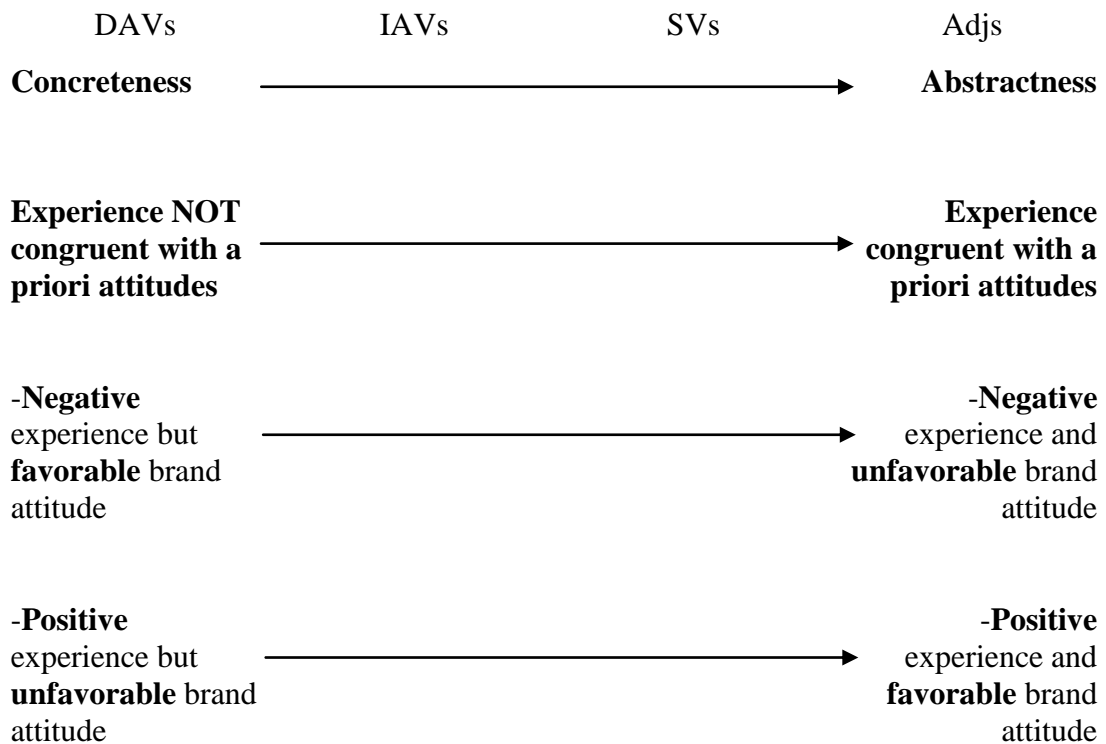 DAVs IAVs SVs Adjs
Concreteness Abstractness
Experience NOT
congruent with a
priori attitudes
Experience
congruent with a
priori attitudes
-Negative
experience but
favorable brand
attitude
-Negative
experience and
unfavorable brand
attitude
-Positive
experience but
unfavorable brand
attitude
-Positive
experience and
favorable brand
attitude